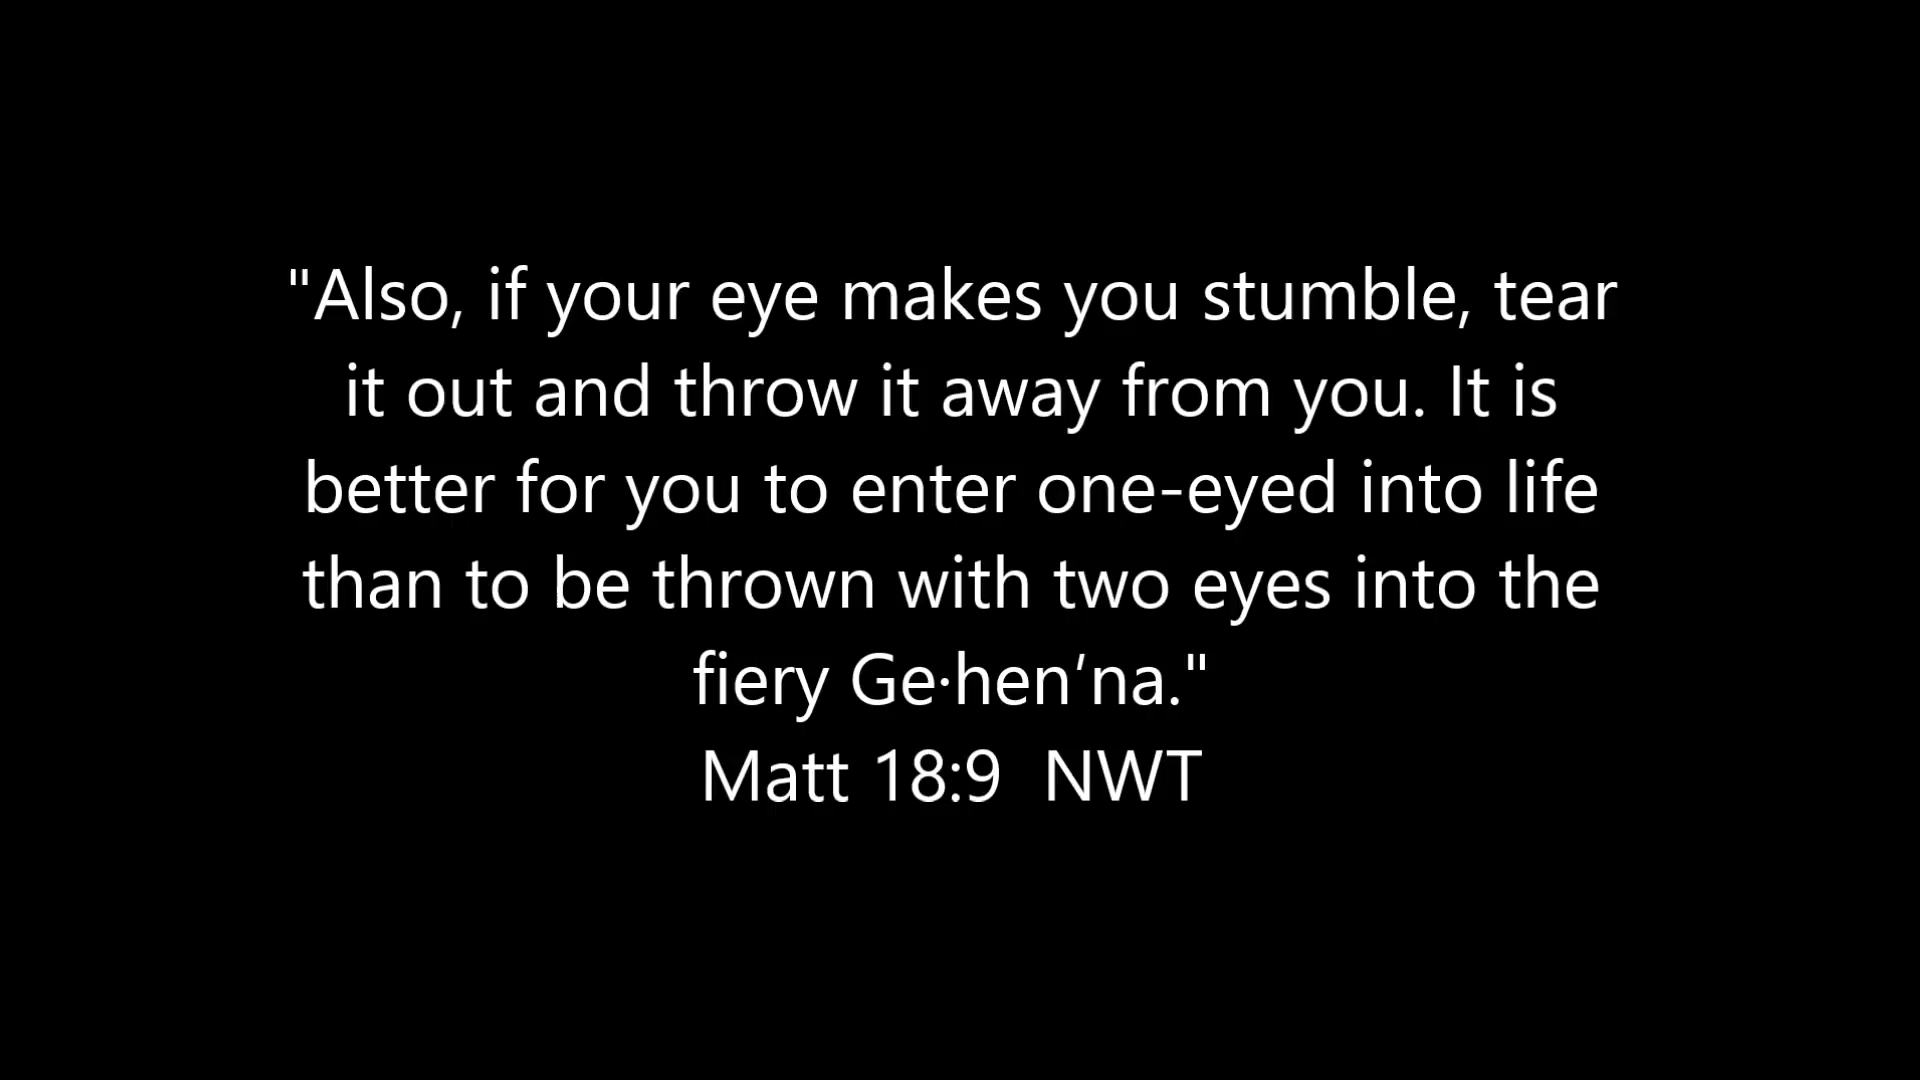 "Also, if your eye makes you stumble, tear
it out and throw it away from you. It is
better for you to enter one-eyed into life
than to be thrown with two eyes into the
fiery Ge·hen′na."
Matt 18:9  NWT